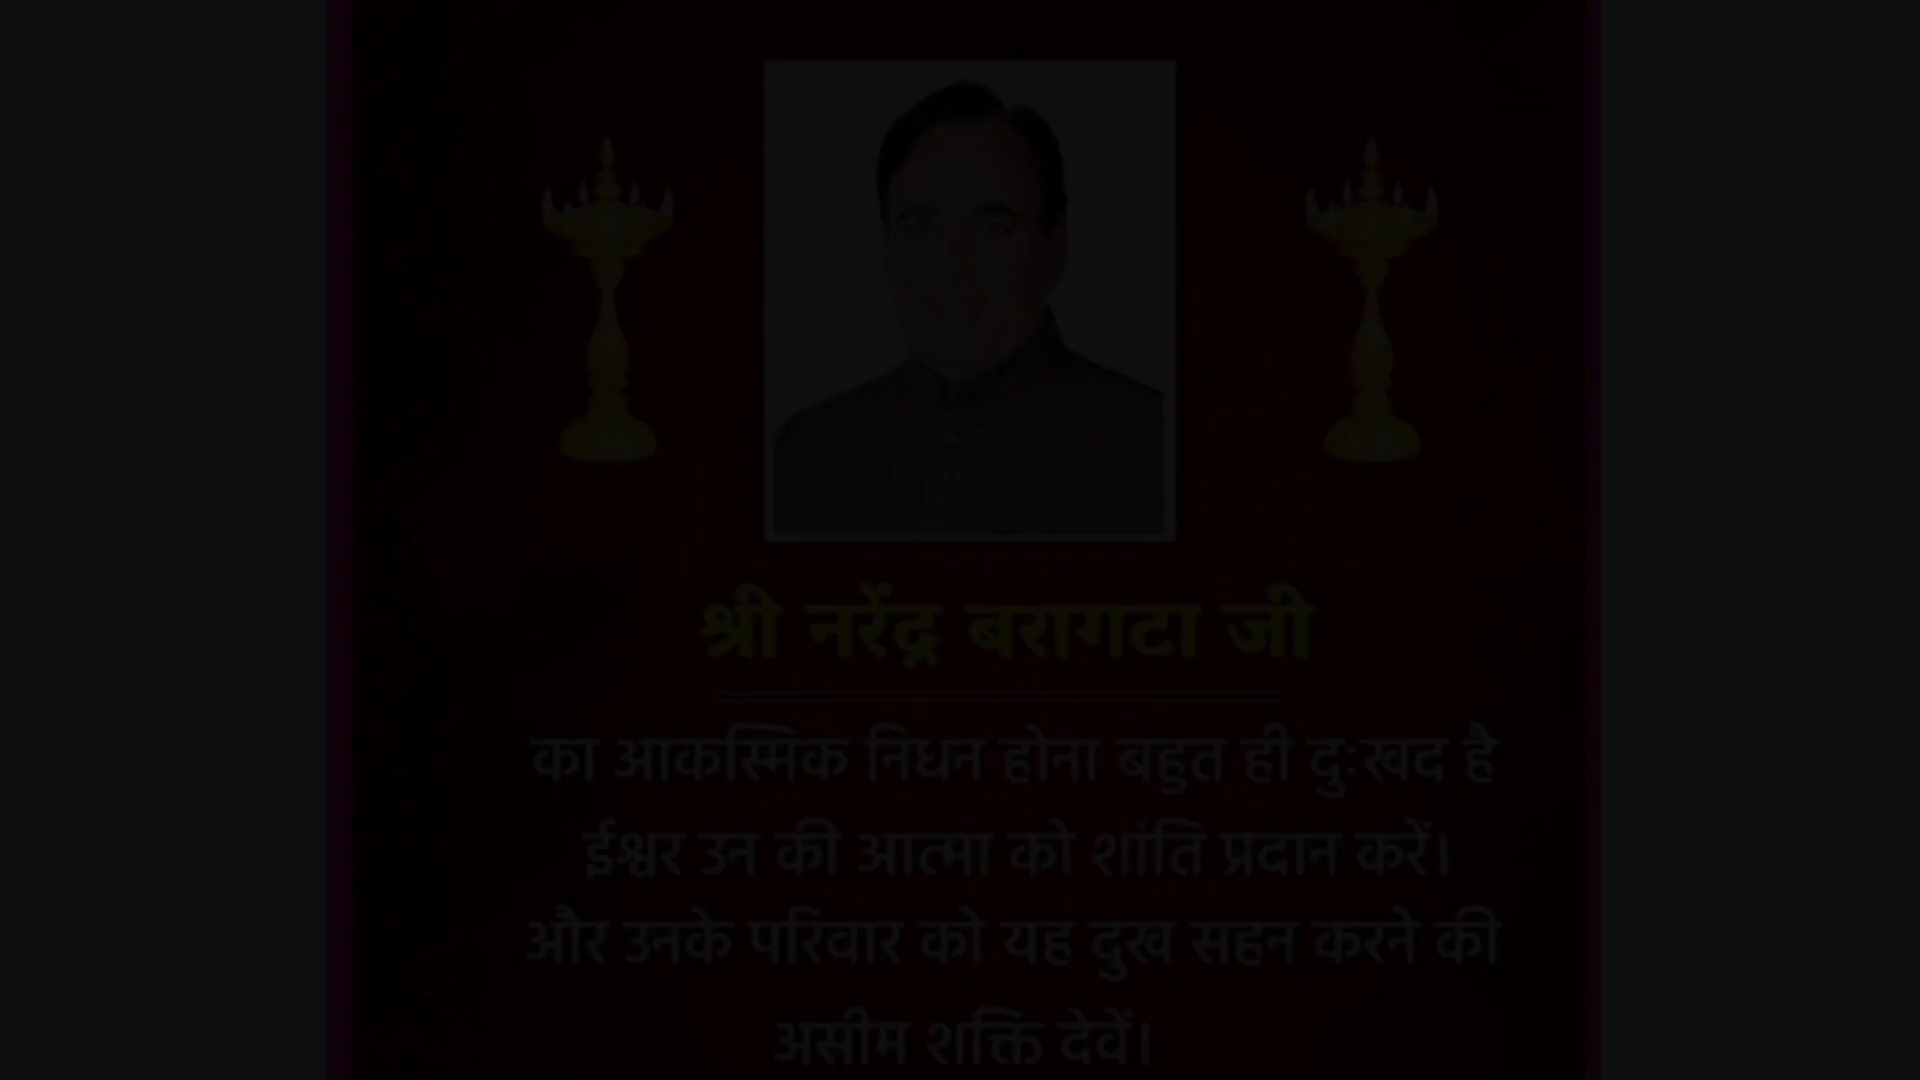 श्री नरेंद्र बरागटा जी
का आकस्मिक निधन होना बहुत ही दुःखद है
ईश्वर उन की आत्मा को शांति प्रदान करें।
और उनके परिवार को यह दुख सहन करने की
असीम शक्ति देवें।